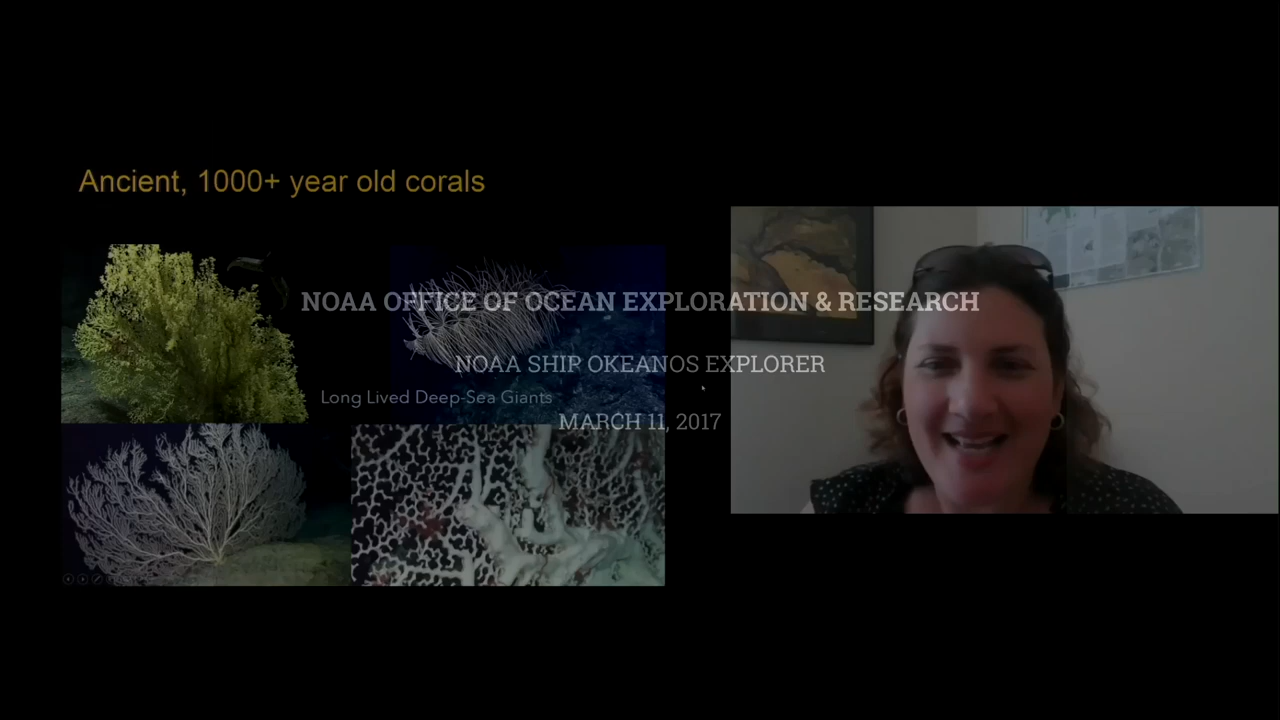 Ancient, 1000+ year old corals
NOAA OFFICE OF OCEAN EXPLORATION & RESEARCH
NOAA SHIP OKEANOS EXPLORER
Long Lived Deep-Sea Giants
MARCH 11, 2017